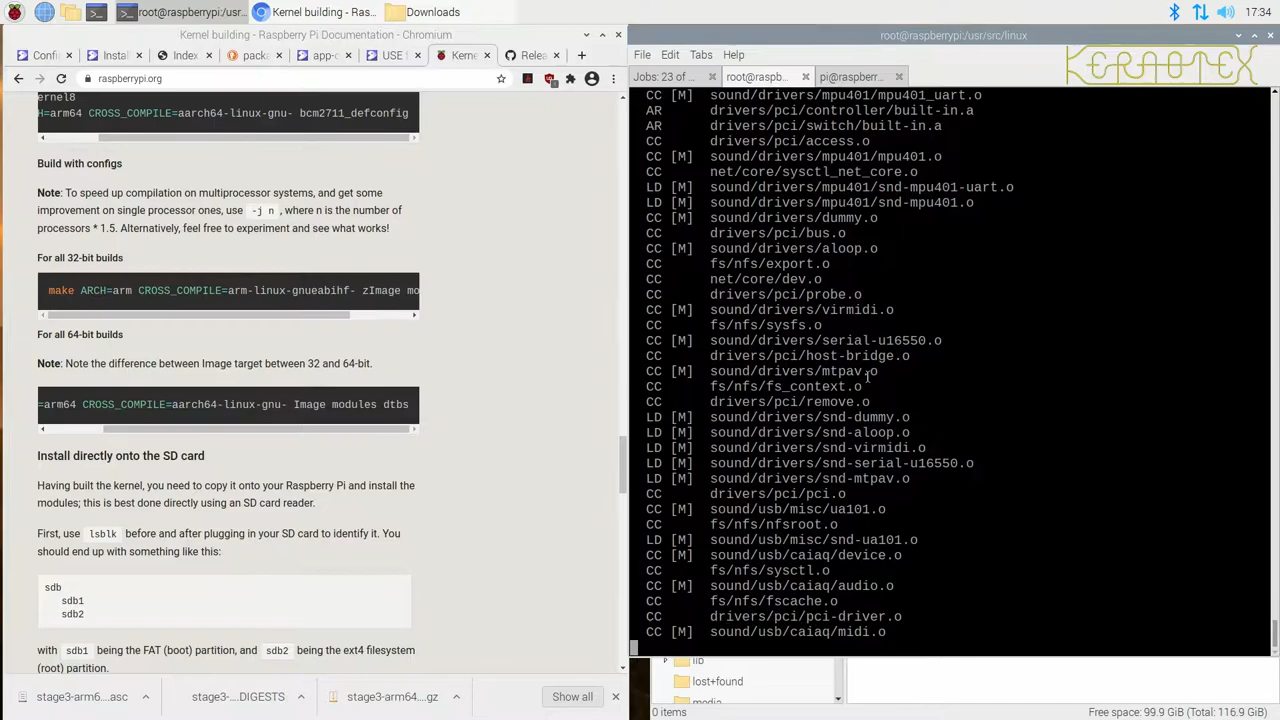 root@raspberrypi:/usr...
Kernel building - Ras...
Downloads
17:34
Kernel building - Raspberry Pi Documentation - Chromium
Confi
Instal
Index
packa
app-c
USE f
Kerne
Relea
raspberrypi.org
ernel8
H=arm64 CROSS_COMPILE=aarch64-linux-gnu- bcm2711_defconfig
Build with configs
Note: To speed up compilation on multiprocessor systems, and get some
improvement on single processor ones, use -j n , where n is the number of
processors * 1.5. Alternatively, feel free to experiment and see what works!
For all 32-bit builds
make ARCH=arm CROSS_COMPILE=arm-linux-gnueabihf- zImage mo
For all 64-bit builds
Note: Note the difference between Image target between 32 and 64-bit.
=arm64 CROSS_COMPILE=aarch64-linux-gnu- Image modules dtbs
Install directly onto the SD card
Having built the kernel, you need to copy it onto your Raspberry Pi and install the
modules; this is best done directly using an SD card reader.
First, use lsblk before and after plugging in your SD card to identify it. You
should end up with something like this:
sdb
sdb1
sdb2
with sdb1 being the FAT (boot) partition, and sdb2 being the ext4 filesystem
(root) partition.
stage3-arm6....asc
stage3-....DIGESTS
stage3-arm64....gz
Show all
root@raspberrypi:/usr/src/linux
File Edit Tabs Help
KEROTEX
Jobs: 23 of ...
root@raspb...
pi@raspberr...
CC [M] sound/drivers/mpu401/mpu401_uart.o
AR drivers/pci/controller/built-in.a
AR drivers/pci/switch/built-in.a
CC drivers/pci/access.o
CC [M] sound/drivers/mpu401/mpu401.o
CC net/core/sysctl_net_core.o
LD [M] sound/drivers/mpu401/snd-mpu401-uart.o
LD [M] sound/drivers/mpu401/snd-mpu401.o
CC [M] sound/drivers/dummy.o
CC drivers/pci/bus.o
CC [M] sound/drivers/aloop.o
CC fs/nfs/export.o
CC net/core/dev.o
CC drivers/pci/probe.o
CC [M] sound/drivers/virmidi.o
CC fs/nfs/sysfs.o
CC [M] sound/drivers/serial-u16550.o
CC drivers/pci/host-bridge.o
CC [M] sound/drivers/mtpav.o
CC fs/nfs/fs_context.o
CC drivers/pci/remove.o
LD [M] sound/drivers/snd-dummy.o
LD [M] sound/drivers/snd-aloop.o
LD [M] sound/drivers/snd-virmidi.o
LD [M] sound/drivers/snd-serial-u16550.o
LD [M] sound/drivers/snd-mtpav.o
CC drivers/pci/pci.o
CC [M] sound/usb/misc/ua101.o
CC fs/nfs/nfsroot.o
LD [M] sound/usb/misc/snd-ua101.o
CC [M] sound/usb/caiaq/device.o
CC fs/nfs/sysctl.o
CC [M] sound/usb/caiaq/audio.o
CC fs/nfs/fscache.o
CC drivers/pci/pci-driver.o
CC [M] sound/usb/caiaq/midi.o
lib
lost+found
media
0 items
Free space: 99.9 GiB (Total: 116.9 GiB)